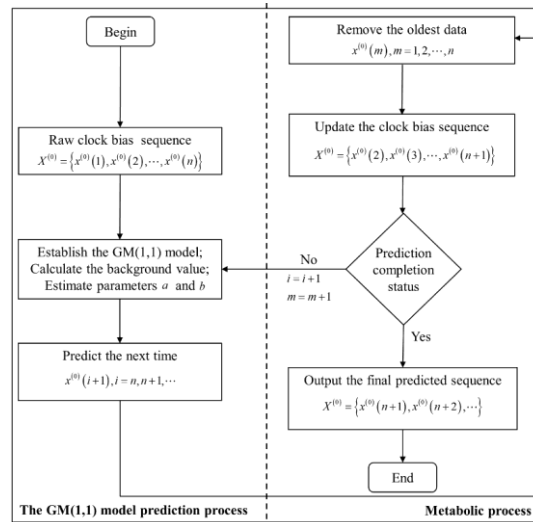 Begin
Raw clock bias sequence
X⁽⁰⁾ = {x⁽⁰⁾(1), x⁽⁰⁾(2), ⋯, x⁽⁰⁾(n)}
Establish the GM(1,1) model;
Calculate the background value;
Estimate parameters a and b
Predict the next time
x⁽⁰⁾(i+1), i = n, n+1, ⋯
The GM(1,1) model prediction process
Remove the oldest data
x⁽⁰⁾(m), m = 1, 2, ⋯, n
Update the clock bias sequence
X⁽⁰⁾ = {x⁽⁰⁾(2), x⁽⁰⁾(3), ⋯, x⁽⁰⁾(n+1)}
Prediction
completion
status
No
i = i+1
m = m+1
Yes
Output the final predicted sequence
X⁽⁰⁾ = {x⁽⁰⁾(n+1), x⁽⁰⁾(n+2), ⋯}
End
Metabolic process